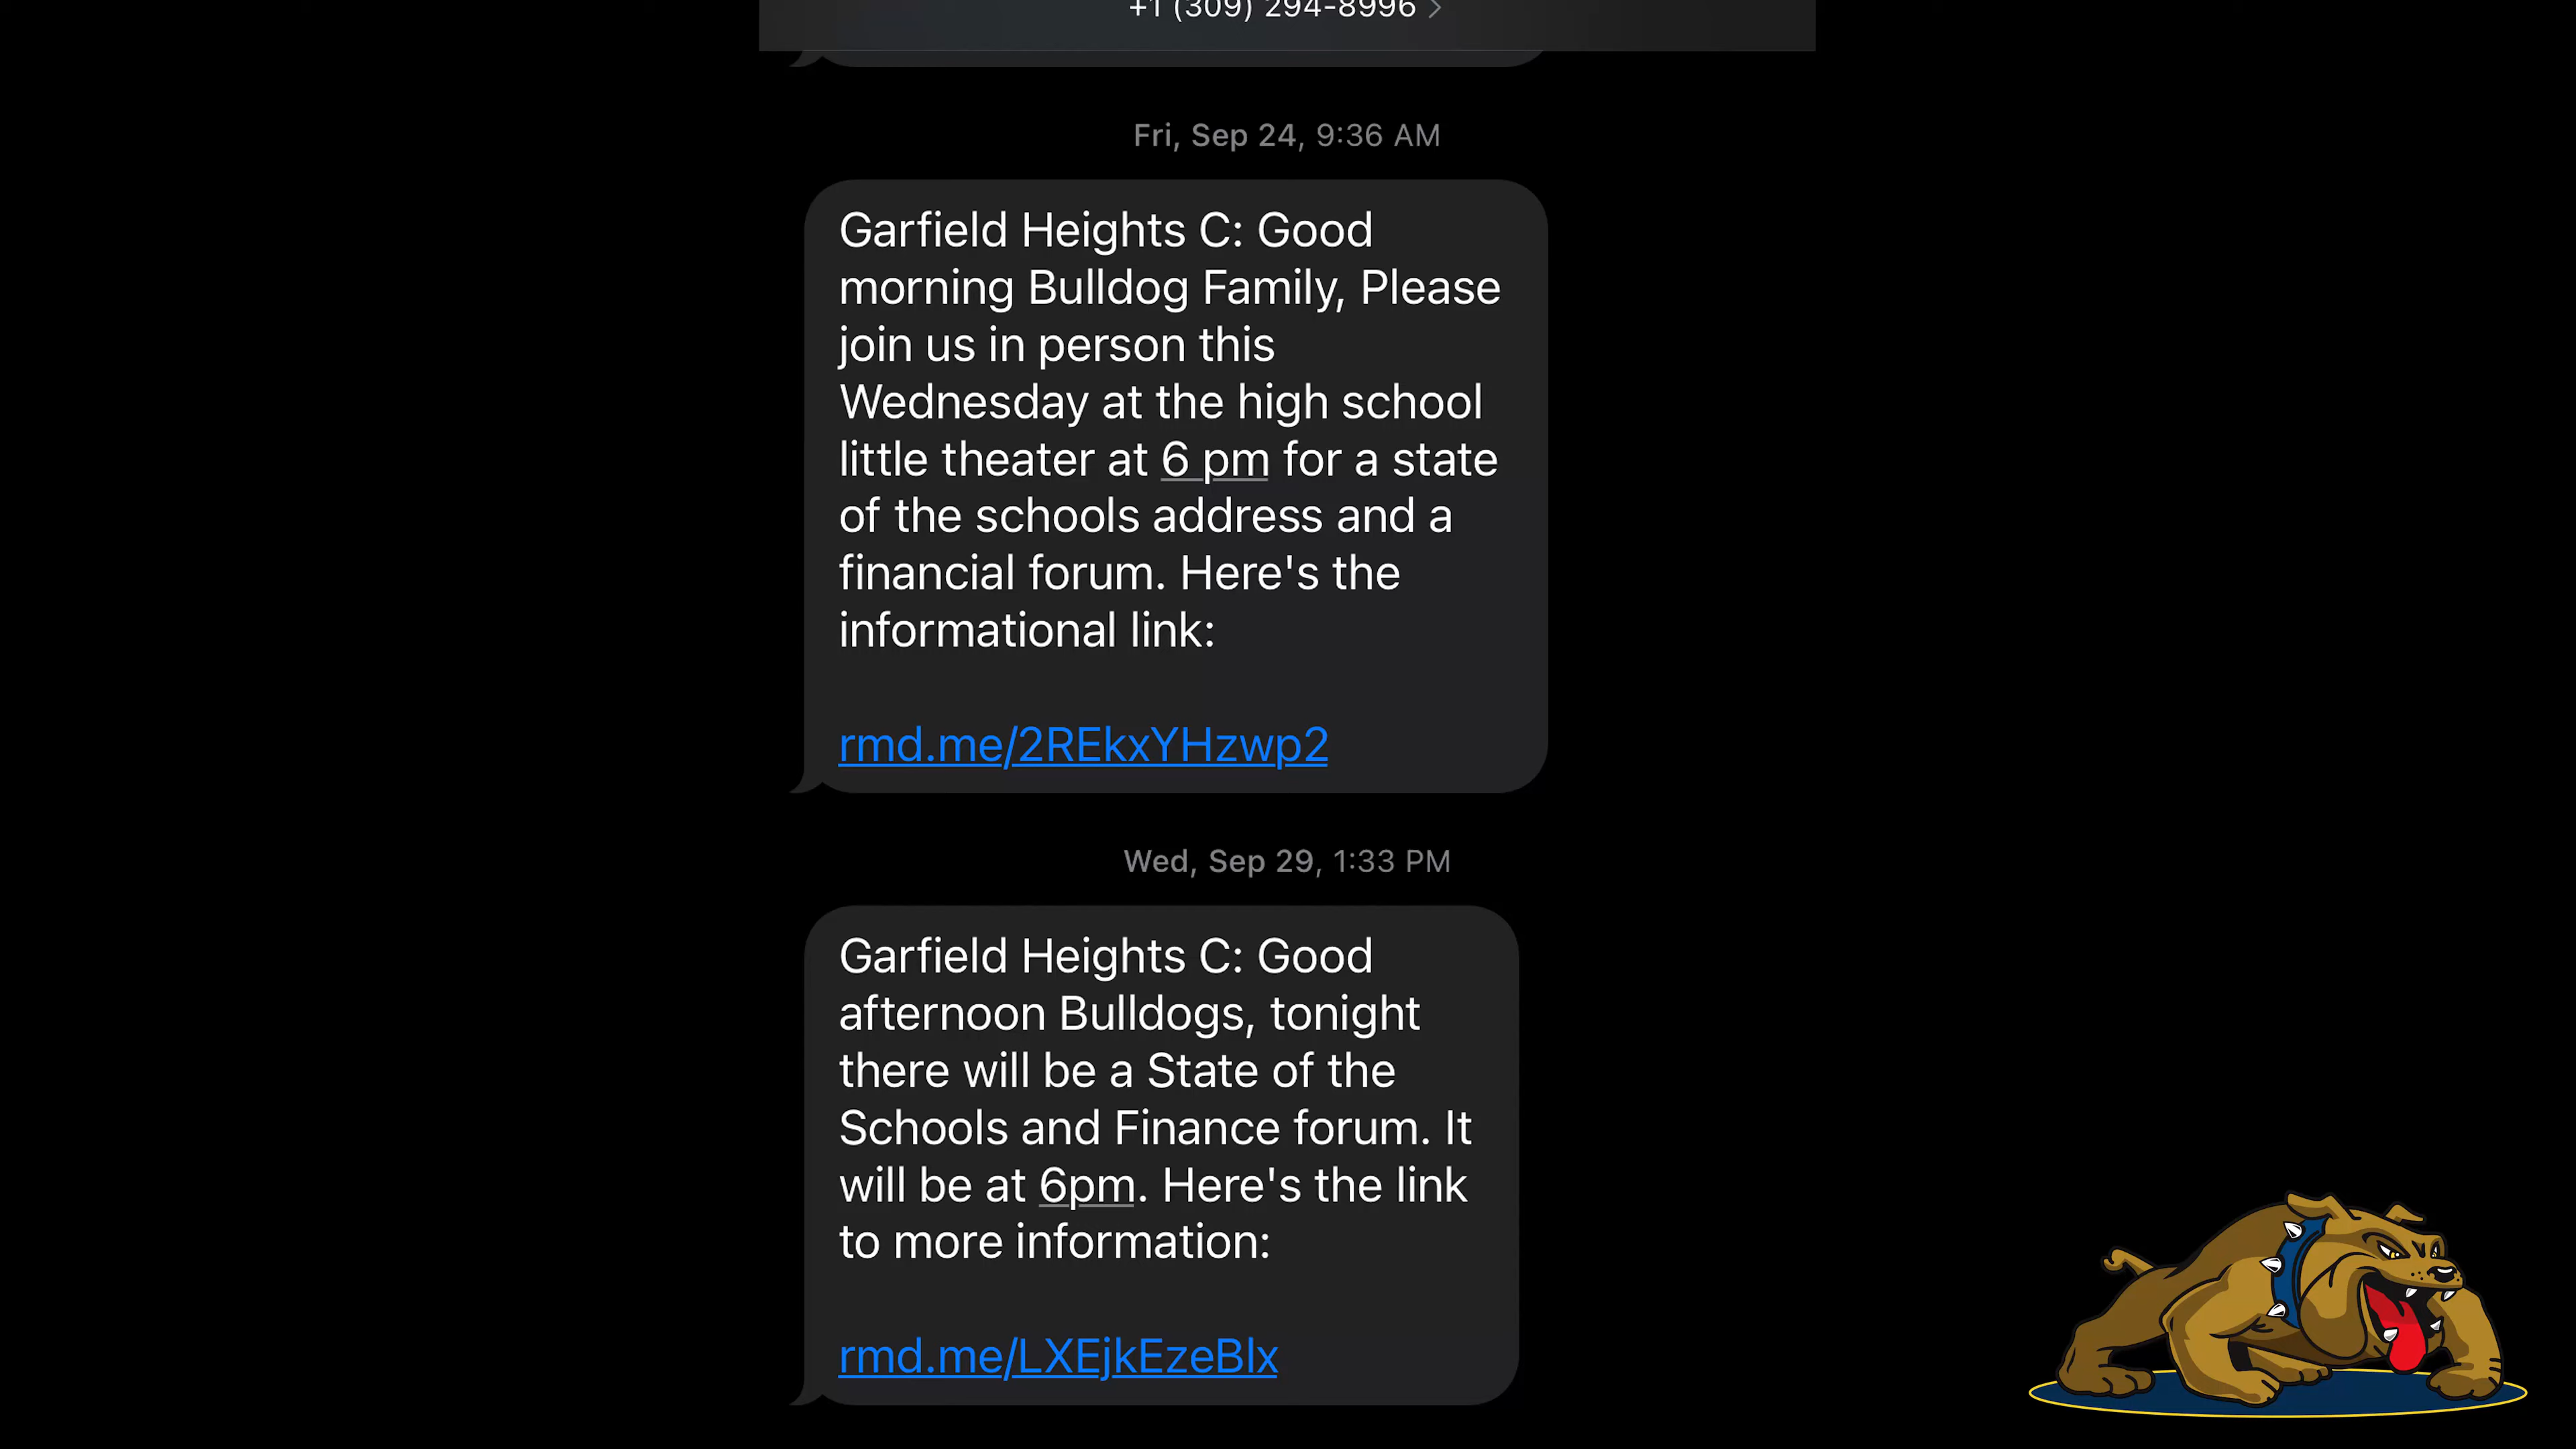 +1 (309) 294-8996 >
Fri, Sep 24, 9:36 AM
Garfield Heights C: Good
morning Bulldog Family, Please
join us in person this
Wednesday at the high school
little theater at 6 pm for a state
of the schools address and a
financial forum. Here's the
informational link:
rmd.me/2REkxYHzwp2
Wed, Sep 29, 1:33 PM
Garfield Heights C: Good
afternoon Bulldogs, tonight
there will be a State of the
Schools and Finance forum. It
will be at 6pm. Here's the link
to more information:
rmd.me/LXEjkEzeBlx